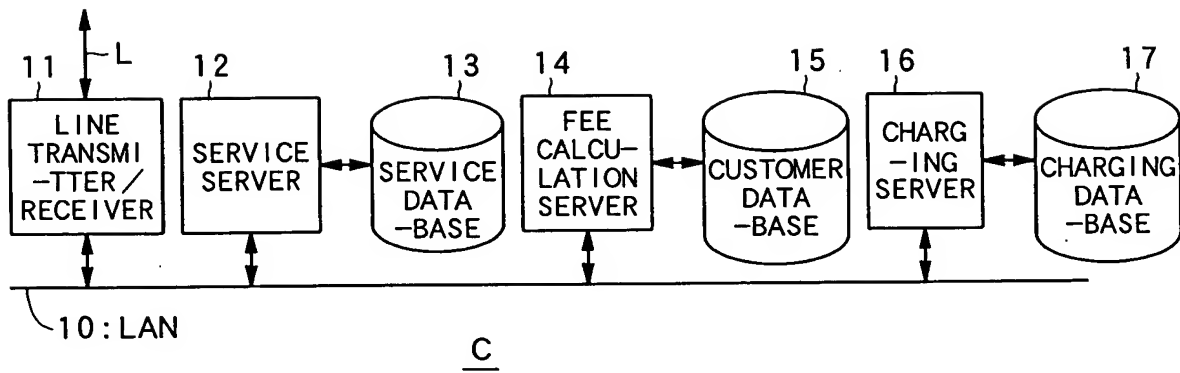 L
11
12
13
14
15
16
17
LINE
TRANSMI
-TTER/
RECEIVER
SERVICE
SERVER
SERVICE
DATA
-BASE
FEE
CALCU-
LATION
SERVER
CUSTOMER
DATA
-BASE
CHARG
-ING
SERVER
CHARGING
DATA
-BASE
10:LAN
C